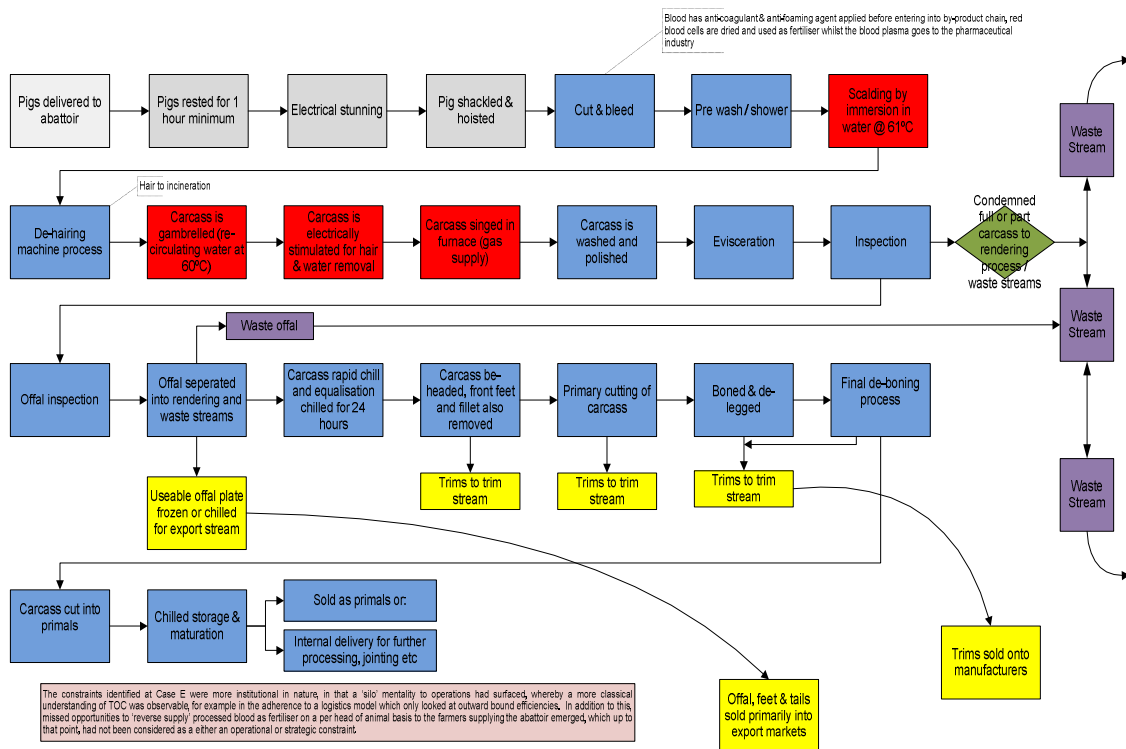 Blood has anti-coagulant & anti-foaming agent applied before entering into by-product chain, red
blood cells are dried and used as fertiliser whilst the blood plasma goes to the pharmaceutical
industry
Pigs delivered to
abattoir
Pigs rested for 1
hour minimum
Electrical stunning
Pig shackled &
hoisted
Cut & bleed
Pre wash / shower
Scalding by
immersion in
water @ 61ºC
Waste
Stream
Hair to incineration
De-hairing
machine process
Carcass is
gambrelled (re-
circulating water at
60ºC)
Carcass is
electrically
stimulated for hair
& water removal
Carcass singed in
furnace (gas
supply)
Carcass is
washed and
polished
Evisceration
Inspection
Condemned
full or part
carcass to
rendering
process /
waste streams
Waste offal
Waste
Stream
Offal inspection
Offal seperated
into rendering and
waste streams
Carcass rapid chill
and equalisation
chilled for 24
hours
Carcass be-
headed, front feet
and fillet also
removed
Primary cutting of
carcass
Boned & de-
legged
Final de-boning
process
Useable offal plate
frozen or chilled
for export stream
Trims to trim
stream
Trims to trim
stream
Trims to trim
stream
Waste
Stream
Carcass cut into
primals
Chilled storage &
maturation
Sold as primals or:
Internal delivery for further
processing, jointing etc
Trims sold onto
manufacturers
Offal, feet & tails
sold primarily into
export markets
The constraints identified at Case E were more institutional in nature, in that a 'silo' mentality to operations had surfaced, whereby a more classical
understanding of TOC was observable, for example in the adherence to a logistics model which only looked at outward bound efficiencies. In addition to this,
missed opportunities to 'reverse supply' processed blood as fertiliser on a per head of animal basis to the farmers supplying the abattoir emerged, which up to
that point, had not been considered as a either an operational or strategic constraint.